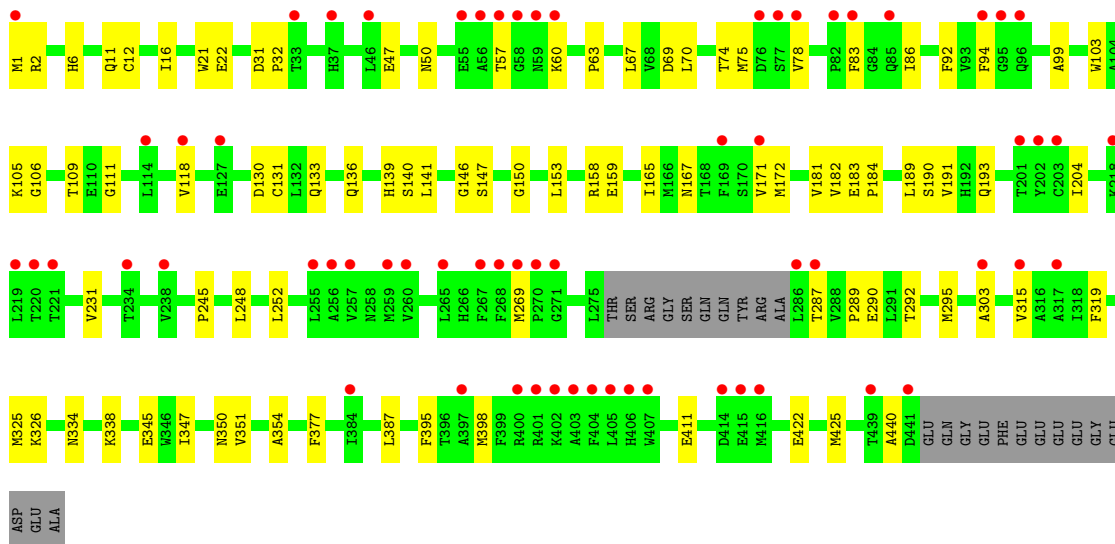 M1 R2 H6 Q11 C12 I16 W21 E22 D31 P32 T33 H37 L46 E47 N50 E55 A56 T57 G58 N59 K60 P63 L67 V68 D69 L70 T74 M75 D76 S77 V78 P82 F83 G84 Q85 I86 F92 V93 F94 G95 Q96 A99 W103 A104
K105 G106 T109 E110 G111 L114 V118 E127 D130 C131 L132 Q133 Q136 H139 S140 L141 G146 S147 G150 L153 R158 E159 I165 M166 N167 T168 F169 S170 V171 M172 V181 V182 E183 P184 L189 S190 V191 H192 Q193 T201 Y202 C203 I204 K218
L219 T220 T221 V231 T234 V238 P245 L248 L252 L255 A256 V257 N258 M259 V260 L265 H266 F267 F268 M269 P270 G271 L275 THR SER ARG GLY SER GLN GLN TYR ARG ALA L286 T287 V288 P289 E290 L291 T292 M295 A303 V315 A316 A317 I318 F319
M325 K326 N334 K338 E345 W346 I347 N350 V351 A354 F377 I384 L387 F395 T396 A397 M398 F399 R400 R401 K402 A403 F404 L405 H406 W407 E411 D414 E415 M416 E422 M425 T439 A440 D441 GLU GLN GLY GLU PHE GLU GLU GLU GLU GLY GLU
ASP GLU ALA